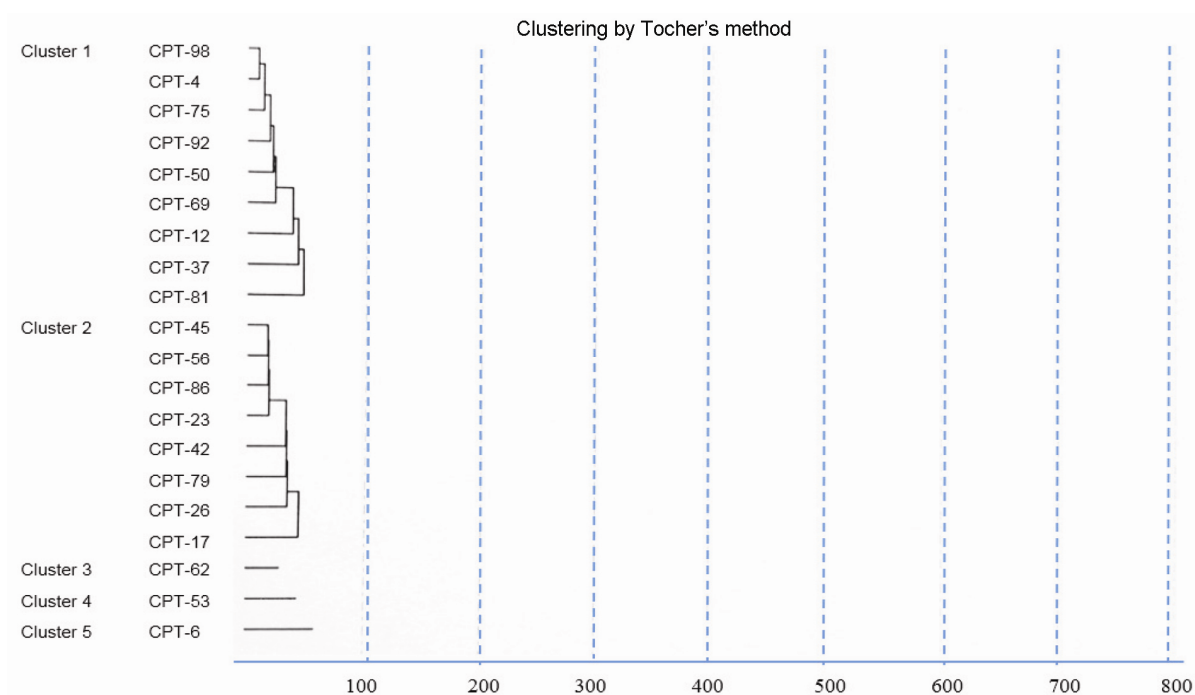 Clustering by Tocher’s method
Cluster 1 CPT-98
CPT-4
CPT-75
CPT-92
CPT-50
CPT-69
CPT-12
CPT-37
CPT-81
Cluster 2 CPT-45
CPT-56
CPT-86
CPT-23
CPT-42
CPT-79
CPT-26
CPT-17
Cluster 3 CPT-62
Cluster 4 CPT-53
Cluster 5 CPT-6
100 200 300 400 500 600 700 800